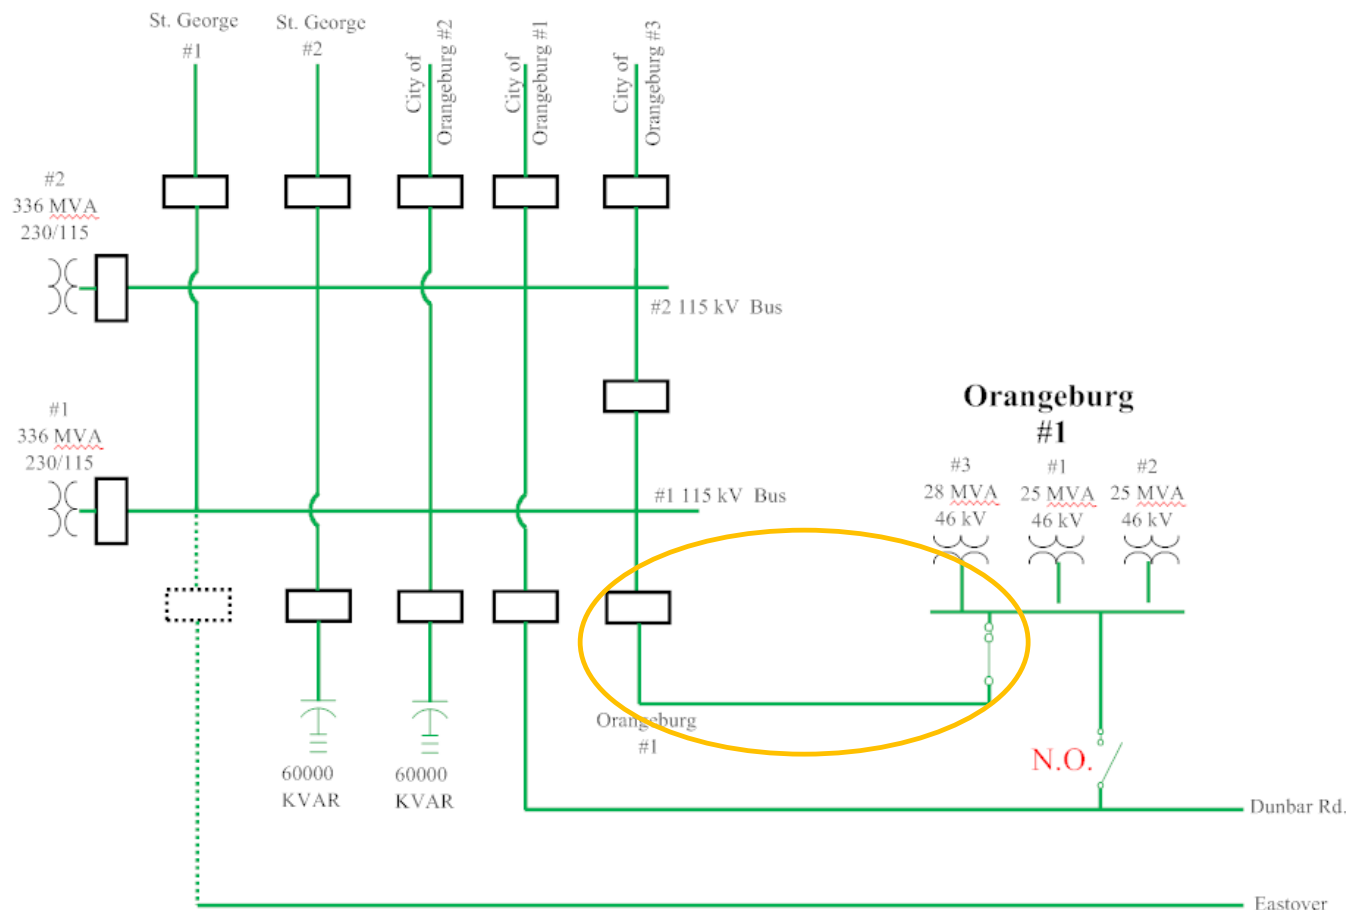 St. George
#1
St. George
#2
City of
Orangeburg #2
City of
Orangeburg #1
City of
Orangeburg #3
#2
336 MVA
230/115
#2 115 kV Bus
#1
336 MVA
230/115
#1 115 kV Bus
Orangeburg
#1
#3
28 MVA
46 kV
#1
25 MVA
46 kV
#2
25 MVA
46 kV
Orangeburg
#1
N.O.
60000
KVAR
60000
KVAR
Dunbar Rd.
Eastover